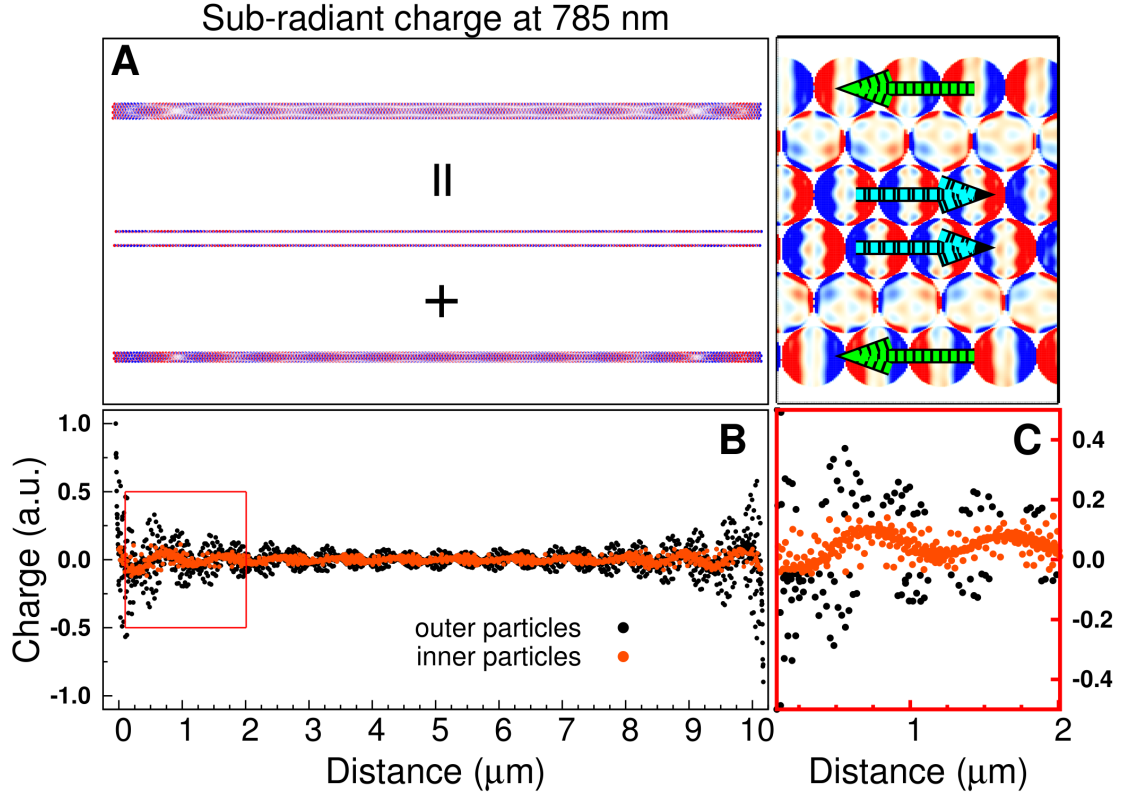 Sub-radiant charge at 785 nm
A
=
+
1.0
0.5
0.0
-0.5
-1.0
Charge (a.u.)
B
outer particles
inner particles
0 1 2 3 4 5 6 7 8 9 10
Distance (μm)
C
0.4
0.2
0.0
-0.2
-0.4
1 2
Distance (μm)